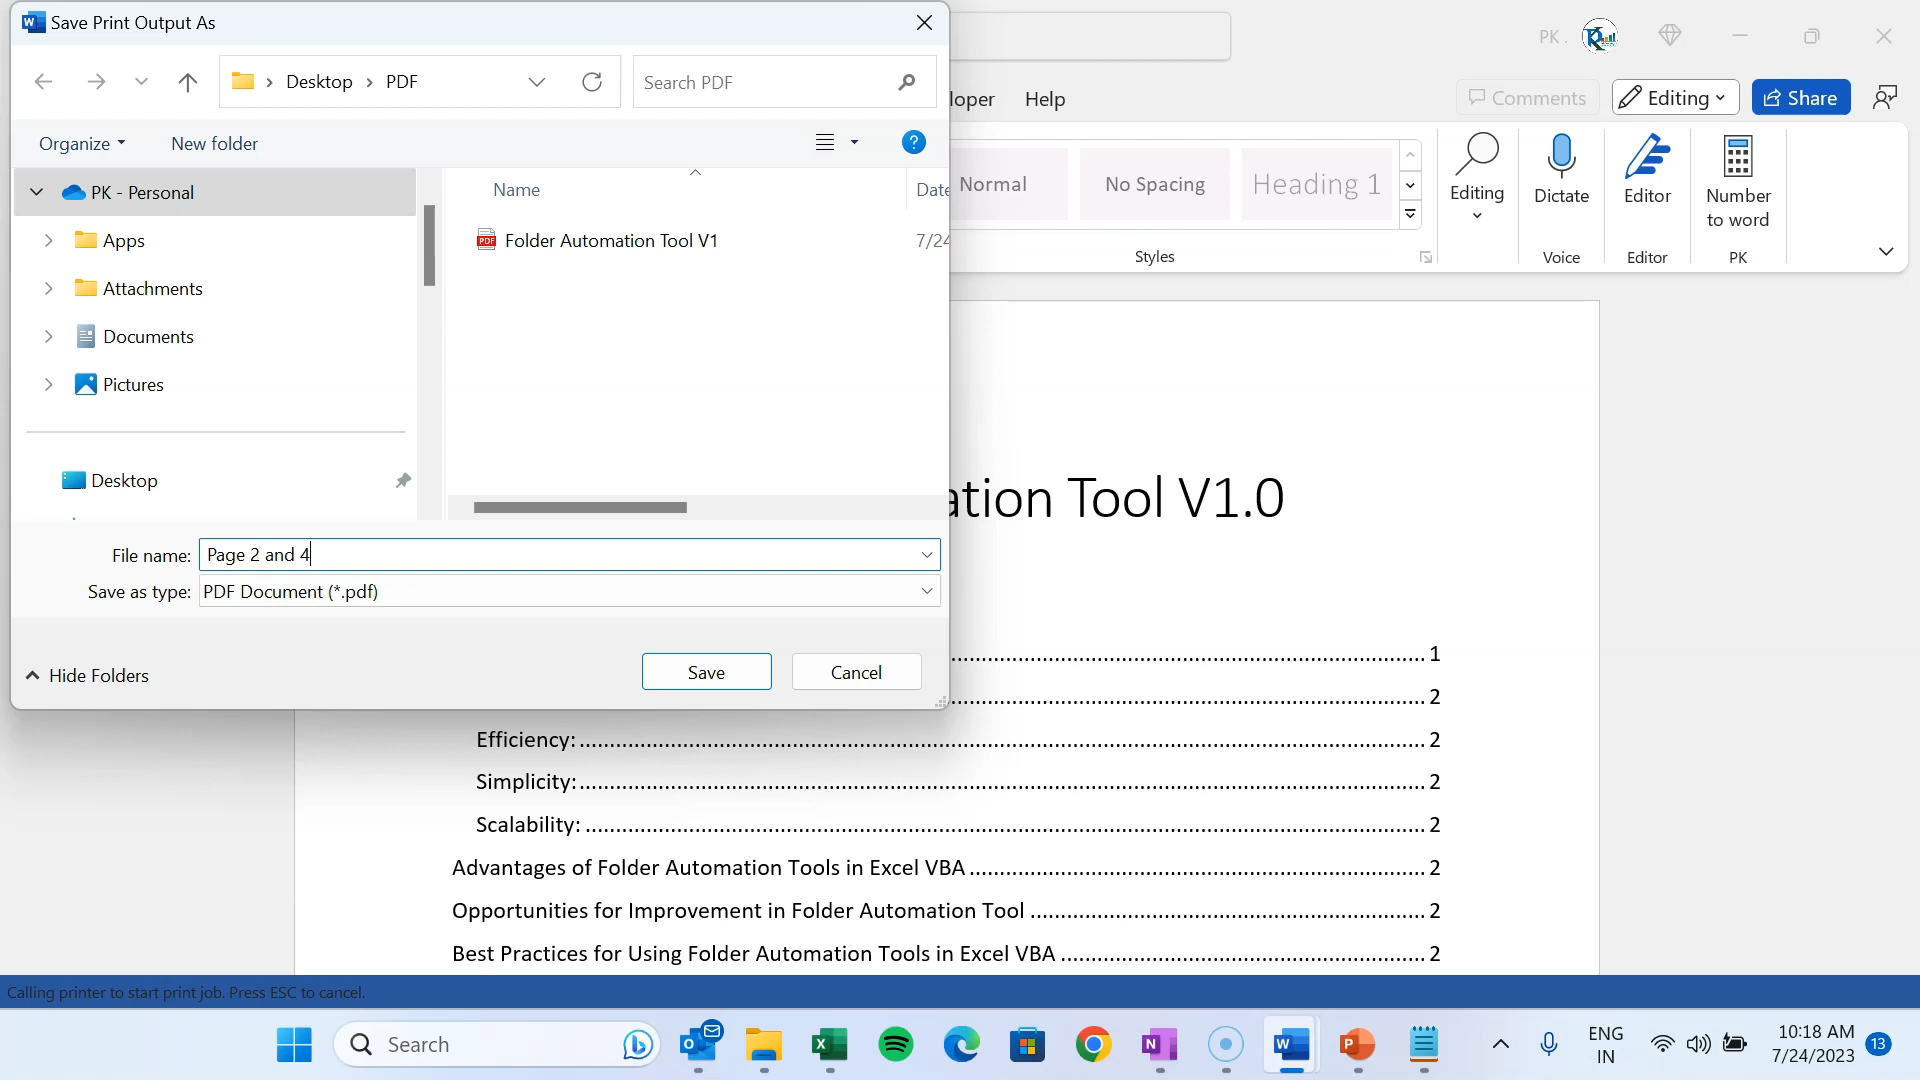 Save Print Output As
PK .
Desktop > PDF
Search PDF
loper
Help
Comments
Editing
Share
Organize
New folder
PK - Personal
Apps
Attachments
Documents
Pictures
Desktop
Name
Date
Folder Automation Tool V1
7/24
Normal
No Spacing
Heading 1
Styles
Editing
Dictate
Voice
Editor
Editor
Number
to word
PK
File name: Page 2 and 4
Save as type: PDF Document (*.pdf)
Hide Folders
Save
Cancel
ation Tool V1.0
........ 1
........ 2
Efficiency: ........ 2
Simplicity: ........ 2
Scalability: ........ 2
Advantages of Folder Automation Tools in Excel VBA ........ 2
Opportunities for Improvement in Folder Automation Tool ........ 2
Best Practices for Using Folder Automation Tools in Excel VBA ........ 2
Calling printer to start print job. Press ESC to cancel.
Search
ENG
IN
10:18 AM
7/24/2023
13